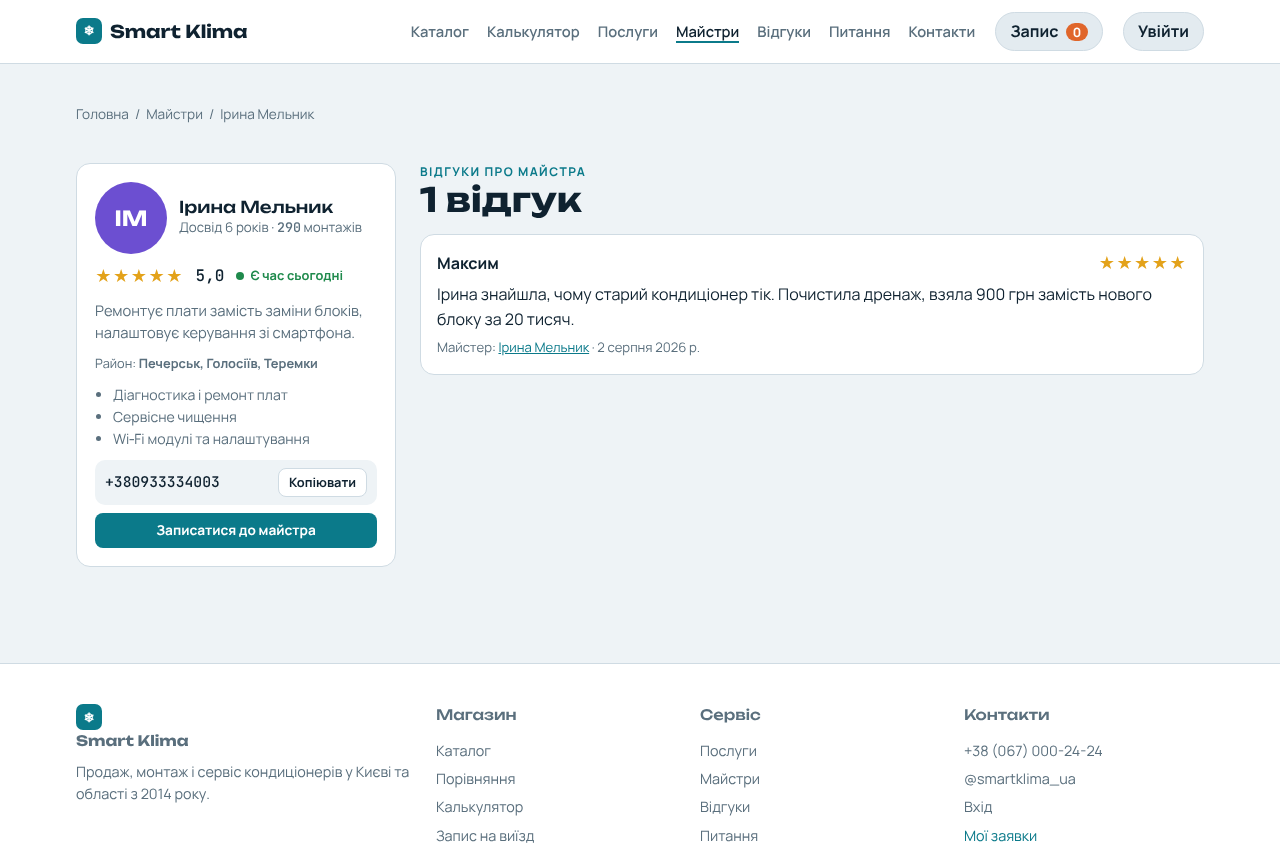 Smart Klima
Каталог
Калькулятор
Послуги
Майстри
Відгуки
Питання
Контакти
Запис 0
Увійти
Головна / Майстри / Ірина Мельник
ІМ
Ірина Мельник
Досвід 6 років · 290 монтажів
★★★★★ 5,0 Є час сьогодні
Ремонтує плати замість заміни блоків,
налаштовує керування зі смартфона.
Район: Печерськ, Голосіїв, Теремки
Діагностика і ремонт плат
Сервісне чищення
Wi-Fi модулі та налаштування
+380933334003
Копіювати
Записатися до майстра
ВІДГУКИ ПРО МАЙСТРА
1 відгук
Максим ★★★★★
Ірина знайшла, чому старий кондиціонер тік. Почистила дренаж, взяла 900 грн замість нового
блоку за 20 тисяч.
Майстер: Ірина Мельник · 2 серпня 2026 р.
Smart Klima
Продаж, монтаж і сервіс кондиціонерів у Києві та
області з 2014 року.
Магазин
Каталог
Порівняння
Калькулятор
Запис на виїзд
Сервіс
Послуги
Майстри
Відгуки
Питання
Контакти
+38 (067) 000-24-24
@smartklima_ua
Вхід
Мої заявки